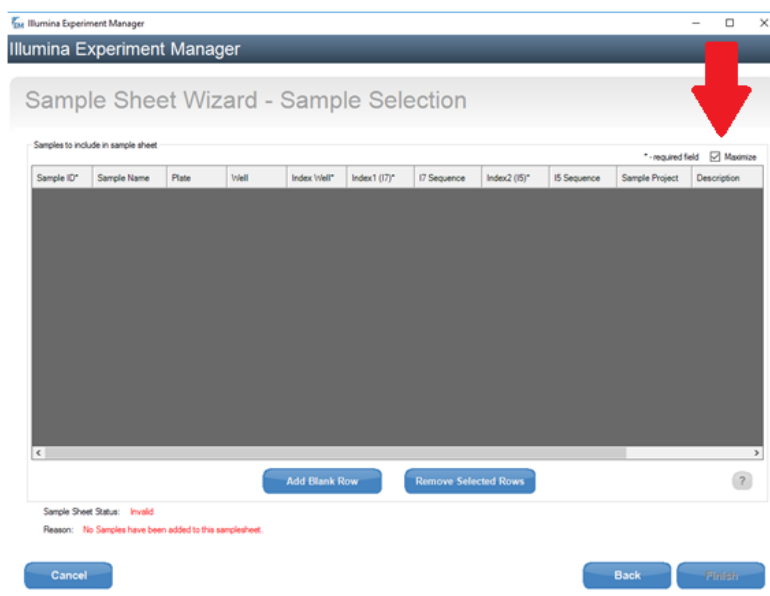 EM Illumina Experiment Manager
Illumina Experiment Manager
Sample Sheet Wizard - Sample Selection
Samples to include in sample sheet
* - required field Maximize
Sample ID* Sample Name Plate Well Index Well* Index1 (I7)* I7 Sequence Index2 (I5)* I5 Sequence Sample Project Description
Add Blank Row Remove Selected Rows ?
Sample Sheet Status: Invalid
Reason: No Samples have been added to this samplesheet.
Cancel Back Finish